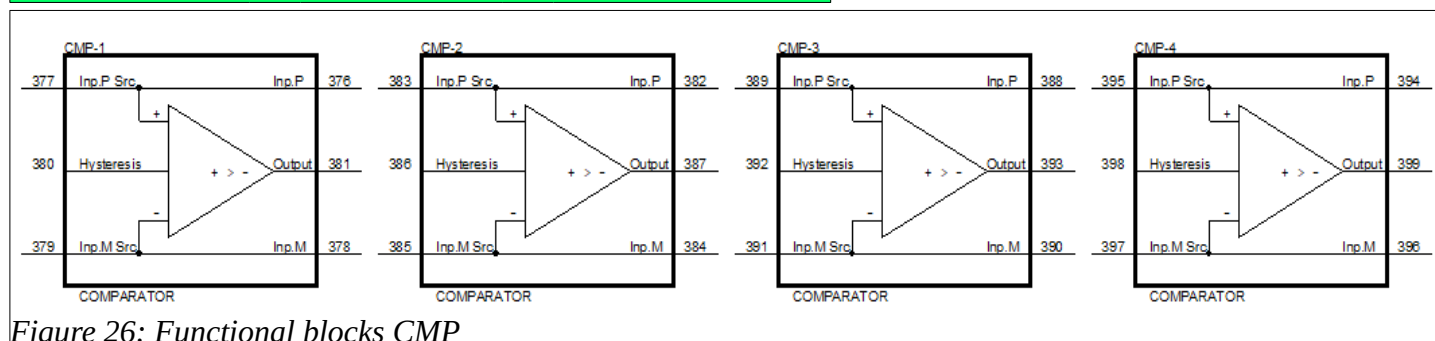 CMP-1 CMP-2 CMP-3 CMP-4
377 Inp.P Src Inp.P 376 383 Inp.P Src Inp.P 382 389 Inp.P Src Inp.P 388 395 Inp.P Src Inp.P 394
+ + + +
380 Hysteresis + > - Output 381 386 Hysteresis + > - Output 387 392 Hysteresis + > - Output 393 398 Hysteresis + > - Output 399
- - - -
379 Inp.M Src Inp.M 378 385 Inp.M Src Inp.M 384 391 Inp.M Src Inp.M 390 397 Inp.M Src Inp.M 396
COMPARATOR COMPARATOR COMPARATOR COMPARATOR
Figure 26: Functional blocks CMP